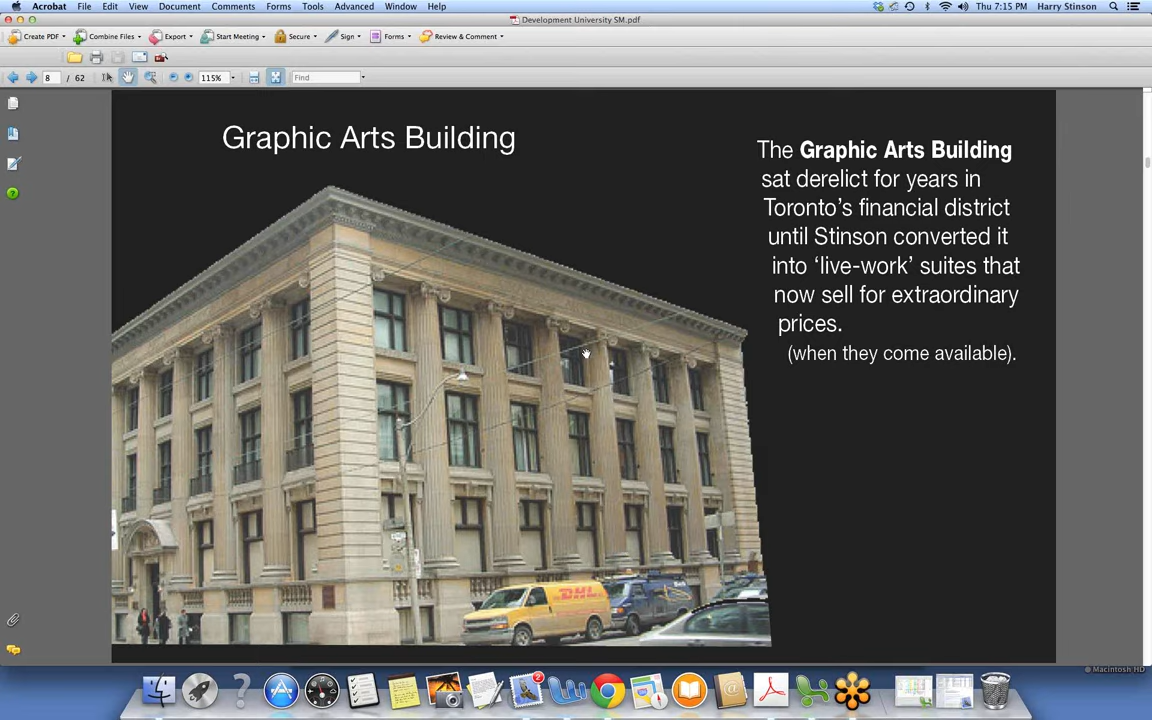 Acrobat File Edit View Document Comments Forms Tools Advanced Window Help Thu 7:15 PM Harry Stinson
Development University SM.pdf
Create PDF Combine Files Export Start Meeting Secure Sign Forms Review & Comment
8 / 62 115% Find
Graphic Arts Building
The Graphic Arts Building
sat derelict for years in
Toronto’s financial district
until Stinson converted it
into ‘live-work’ suites that
now sell for extraordinary
prices.
(when they come available).
DHL
Macintosh HD
2